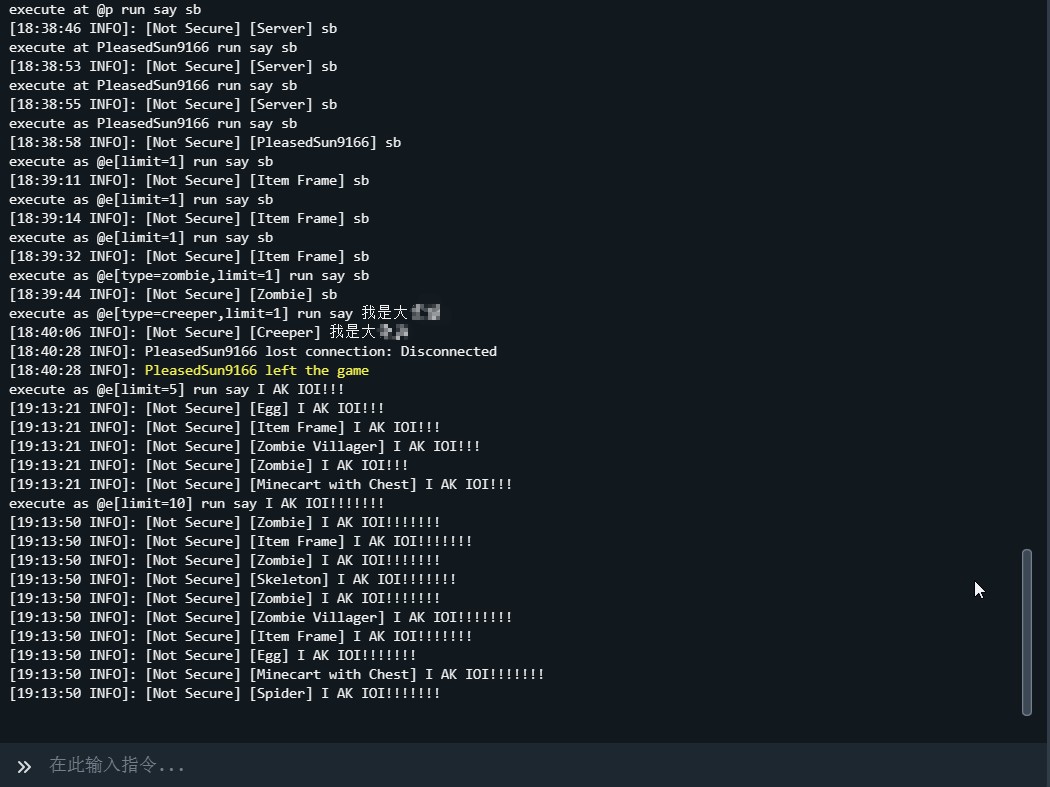 execute at @p run say sb
[18:38:46 INFO]: [Not Secure] [Server] sb
execute at PleasedSun9166 run say sb
[18:38:53 INFO]: [Not Secure] [Server] sb
execute at PleasedSun9166 run say sb
[18:38:55 INFO]: [Not Secure] [Server] sb
execute as PleasedSun9166 run say sb
[18:38:58 INFO]: [Not Secure] [PleasedSun9166] sb
execute as @e[limit=1] run say sb
[18:39:11 INFO]: [Not Secure] [Item Frame] sb
execute as @e[limit=1] run say sb
[18:39:14 INFO]: [Not Secure] [Item Frame] sb
execute as @e[limit=1] run say sb
[18:39:32 INFO]: [Not Secure] [Item Frame] sb
execute as @e[type=zombie,limit=1] run say sb
[18:39:44 INFO]: [Not Secure] [Zombie] sb
execute as @e[type=creeper,limit=1] run say 我是大
[18:40:06 INFO]: [Not Secure] [Creeper] 我是大
[18:40:28 INFO]: PleasedSun9166 lost connection: Disconnected
[18:40:28 INFO]: PleasedSun9166 left the game
execute as @e[limit=5] run say I AK IOI!!!
[19:13:21 INFO]: [Not Secure] [Egg] I AK IOI!!!
[19:13:21 INFO]: [Not Secure] [Item Frame] I AK IOI!!!
[19:13:21 INFO]: [Not Secure] [Zombie Villager] I AK IOI!!!
[19:13:21 INFO]: [Not Secure] [Zombie] I AK IOI!!!
[19:13:21 INFO]: [Not Secure] [Minecart with Chest] I AK IOI!!!
execute as @e[limit=10] run say I AK IOI!!!!!!!
[19:13:50 INFO]: [Not Secure] [Zombie] I AK IOI!!!!!!!
[19:13:50 INFO]: [Not Secure] [Item Frame] I AK IOI!!!!!!!
[19:13:50 INFO]: [Not Secure] [Zombie] I AK IOI!!!!!!!
[19:13:50 INFO]: [Not Secure] [Skeleton] I AK IOI!!!!!!!
[19:13:50 INFO]: [Not Secure] [Zombie] I AK IOI!!!!!!!
[19:13:50 INFO]: [Not Secure] [Zombie Villager] I AK IOI!!!!!!!
[19:13:50 INFO]: [Not Secure] [Item Frame] I AK IOI!!!!!!!
[19:13:50 INFO]: [Not Secure] [Egg] I AK IOI!!!!!!!
[19:13:50 INFO]: [Not Secure] [Minecart with Chest] I AK IOI!!!!!!!
[19:13:50 INFO]: [Not Secure] [Spider] I AK IOI!!!!!!!
在此输入指令...